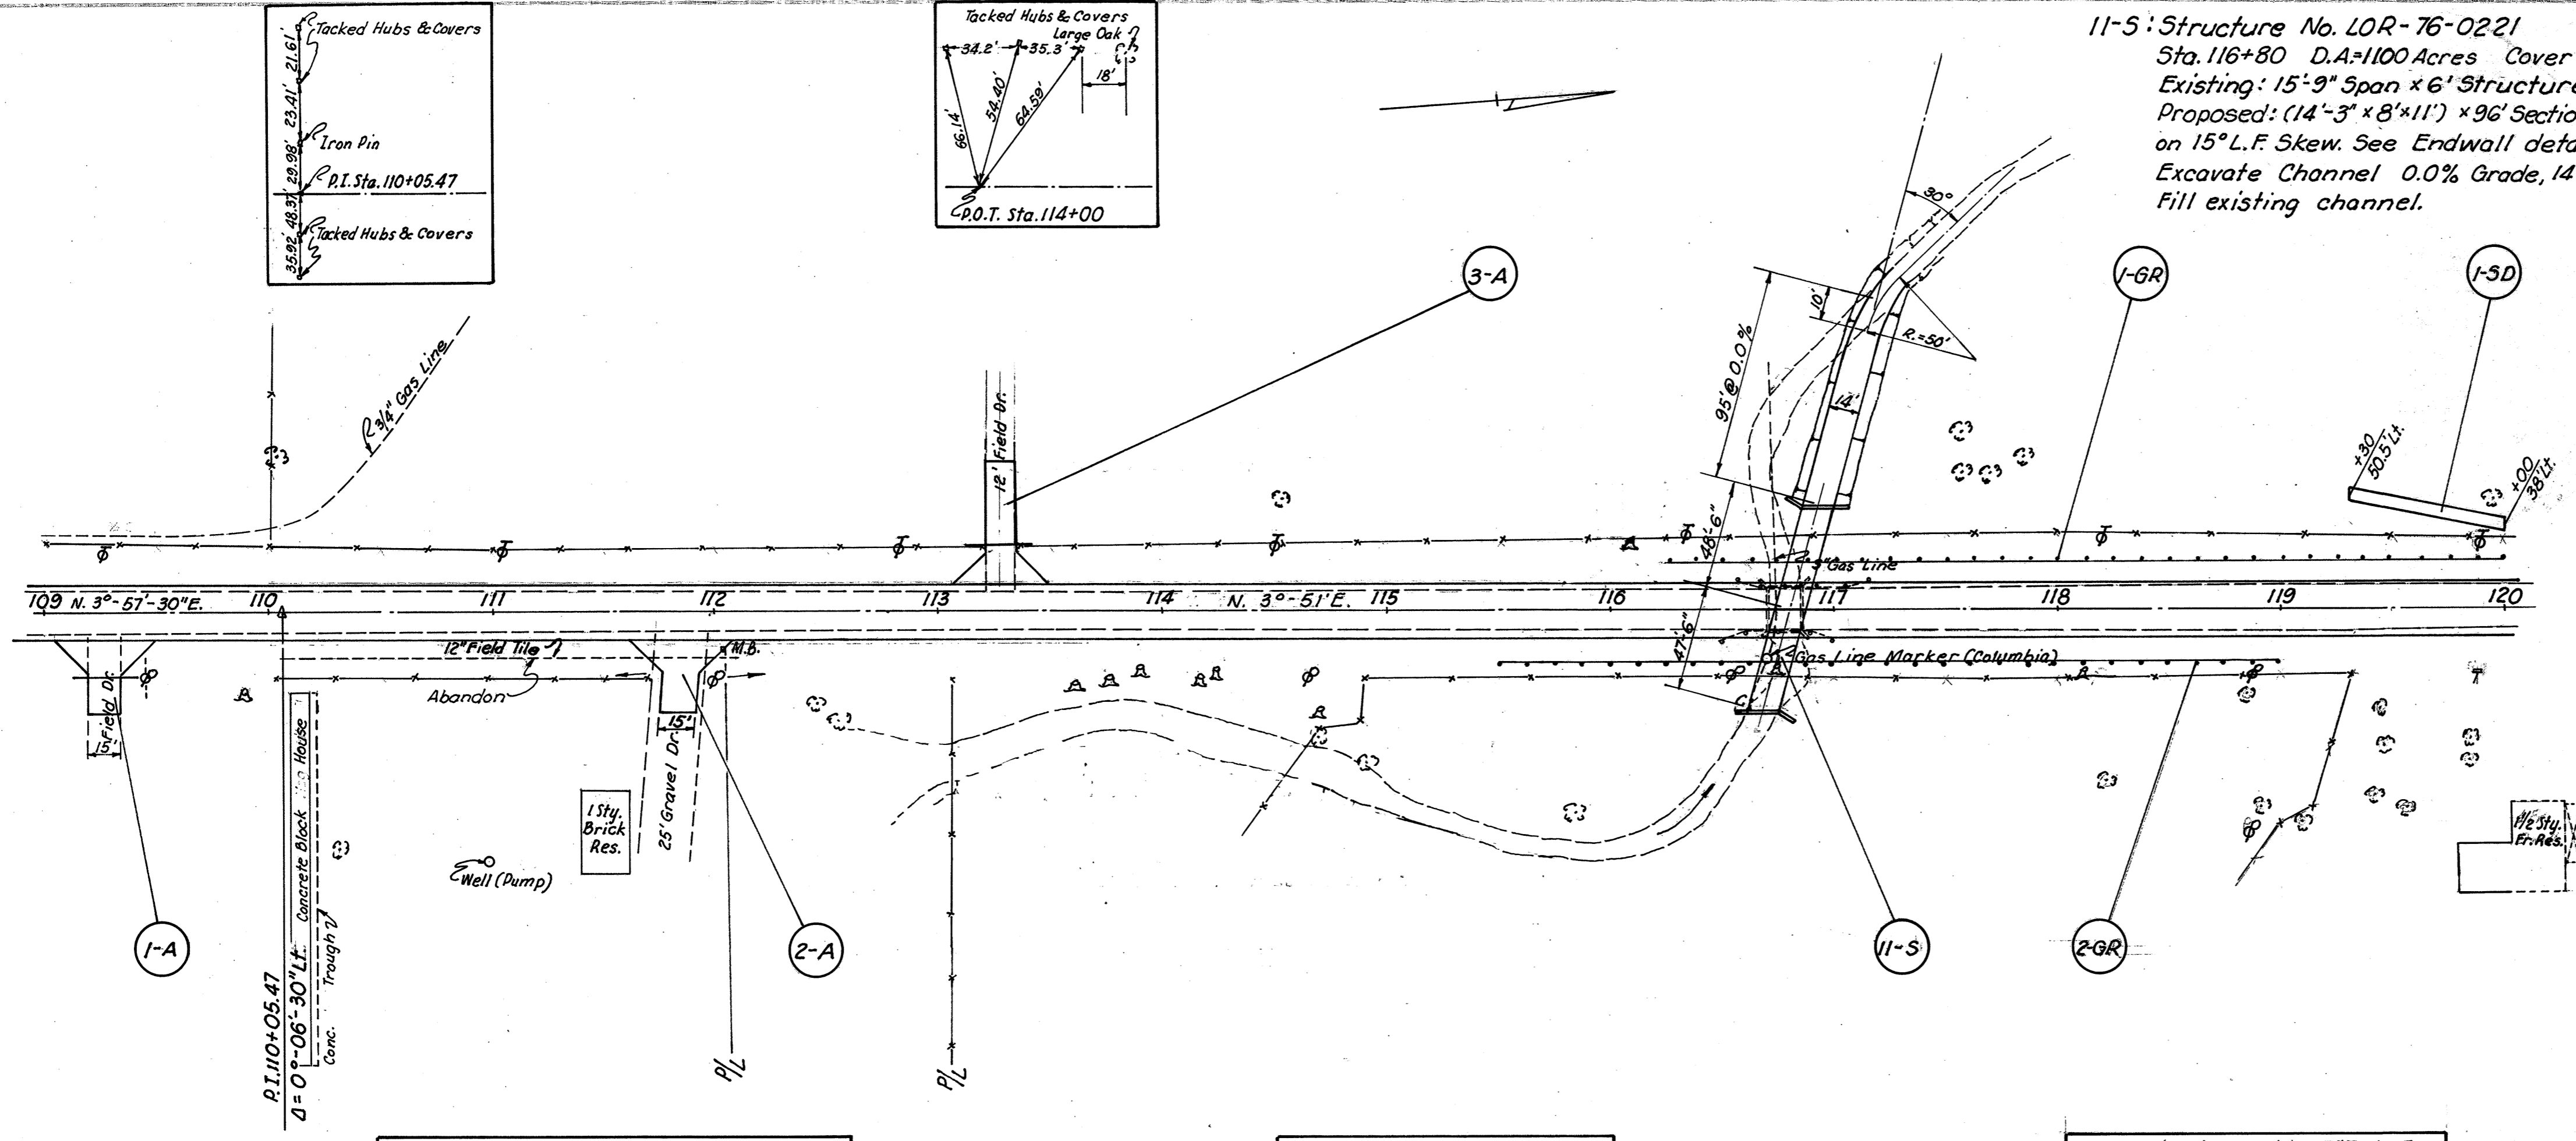 Tacked Hubs & Covers
21.61'
23.41'
Iron Pin
29.98'
P.I. Sta. 110+05.47
48.37'
Tacked Hubs & Covers
35.92'
Tacked Hubs & Covers
Large Oak
34.2'
35.3'
18'
66.14'
54.40'
64.59'
P.O.T. Sta. 114+00
11-S: Structure No. LOR-76-0221
Sta. 116+80 D.A.=1100 Acres Cover
Existing: 15'-9" Span x 6' Structure
Proposed: (14'-3" x 8' x 11') x 96' Sectio
on 15° L.F. Skew. See Endwall deta
Excavate Channel 0.0% Grade, 14
Fill existing channel.
30°
3-A
1-GR
1-SD
10'
R.=50'
95' @ 0.0%
14'
3/4" Gas Line
12' Field Dr.
+30
50.5' Lt.
+00
38' Lt.
48'-6"
3" Gas Line
109 N. 3°-57'-30" E. 110 111 112 113 114 N. 3°-51' E. 115 116 117 118 119 120
12" Field Tile
M.B.
47'-6"
Gas Line Marker (Columbia)
Abandon
Field Dr.
15'
15'
25' Gravel Dr.
1 Sty.
Brick
Res.
Concrete Block House
Well (Pump)
1 1/2 Sty.
Fr. Res.
1-A
2-A
11-S
2-GR
P.I. 110+05.47
Δ = 0°-06'-30" Lt.
Conc. Trough
P/L
P/L